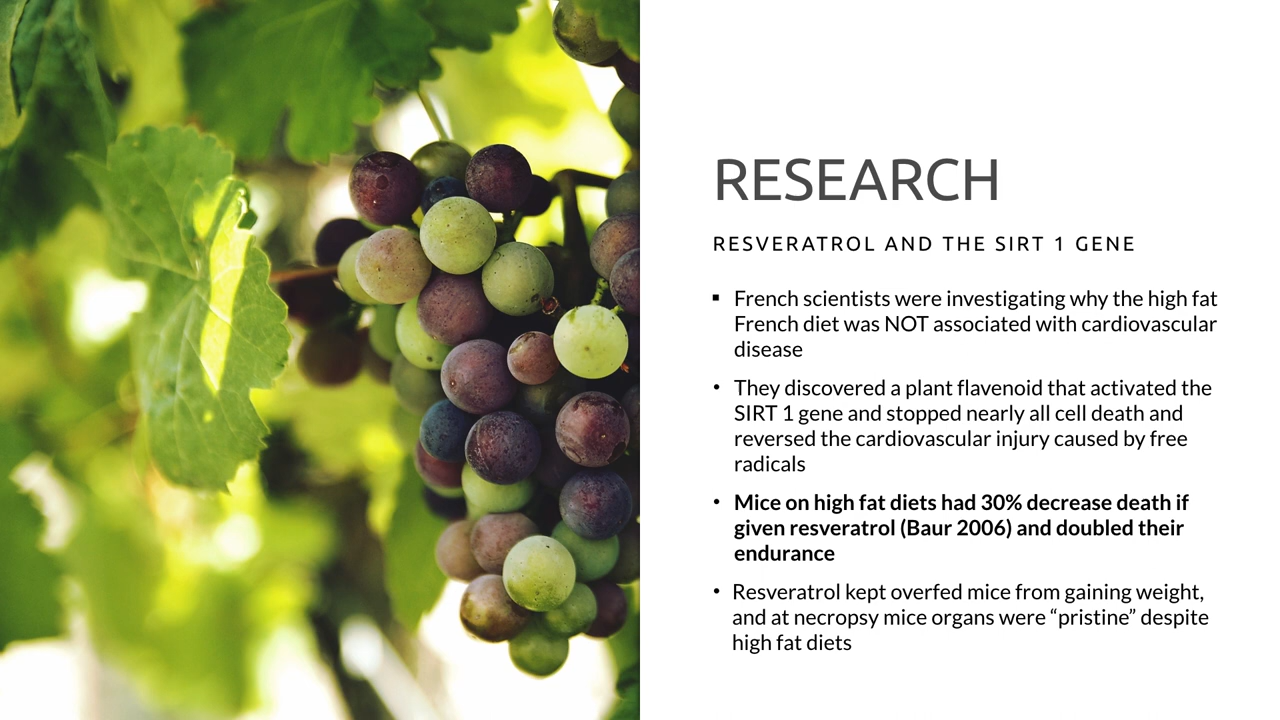 RESEARCH
RESVERATROL AND THE SIRT 1 GENE
▪ French scientists were investigating why the high fat
French diet was NOT associated with cardiovascular
disease
• They discovered a plant flavenoid that activated the
SIRT 1 gene and stopped nearly all cell death and
reversed the cardiovascular injury caused by free
radicals
• Mice on high fat diets had 30% decrease death if
given resveratrol (Baur 2006) and doubled their
endurance
• Resveratrol kept overfed mice from gaining weight,
and at necropsy mice organs were “pristine” despite
high fat diets